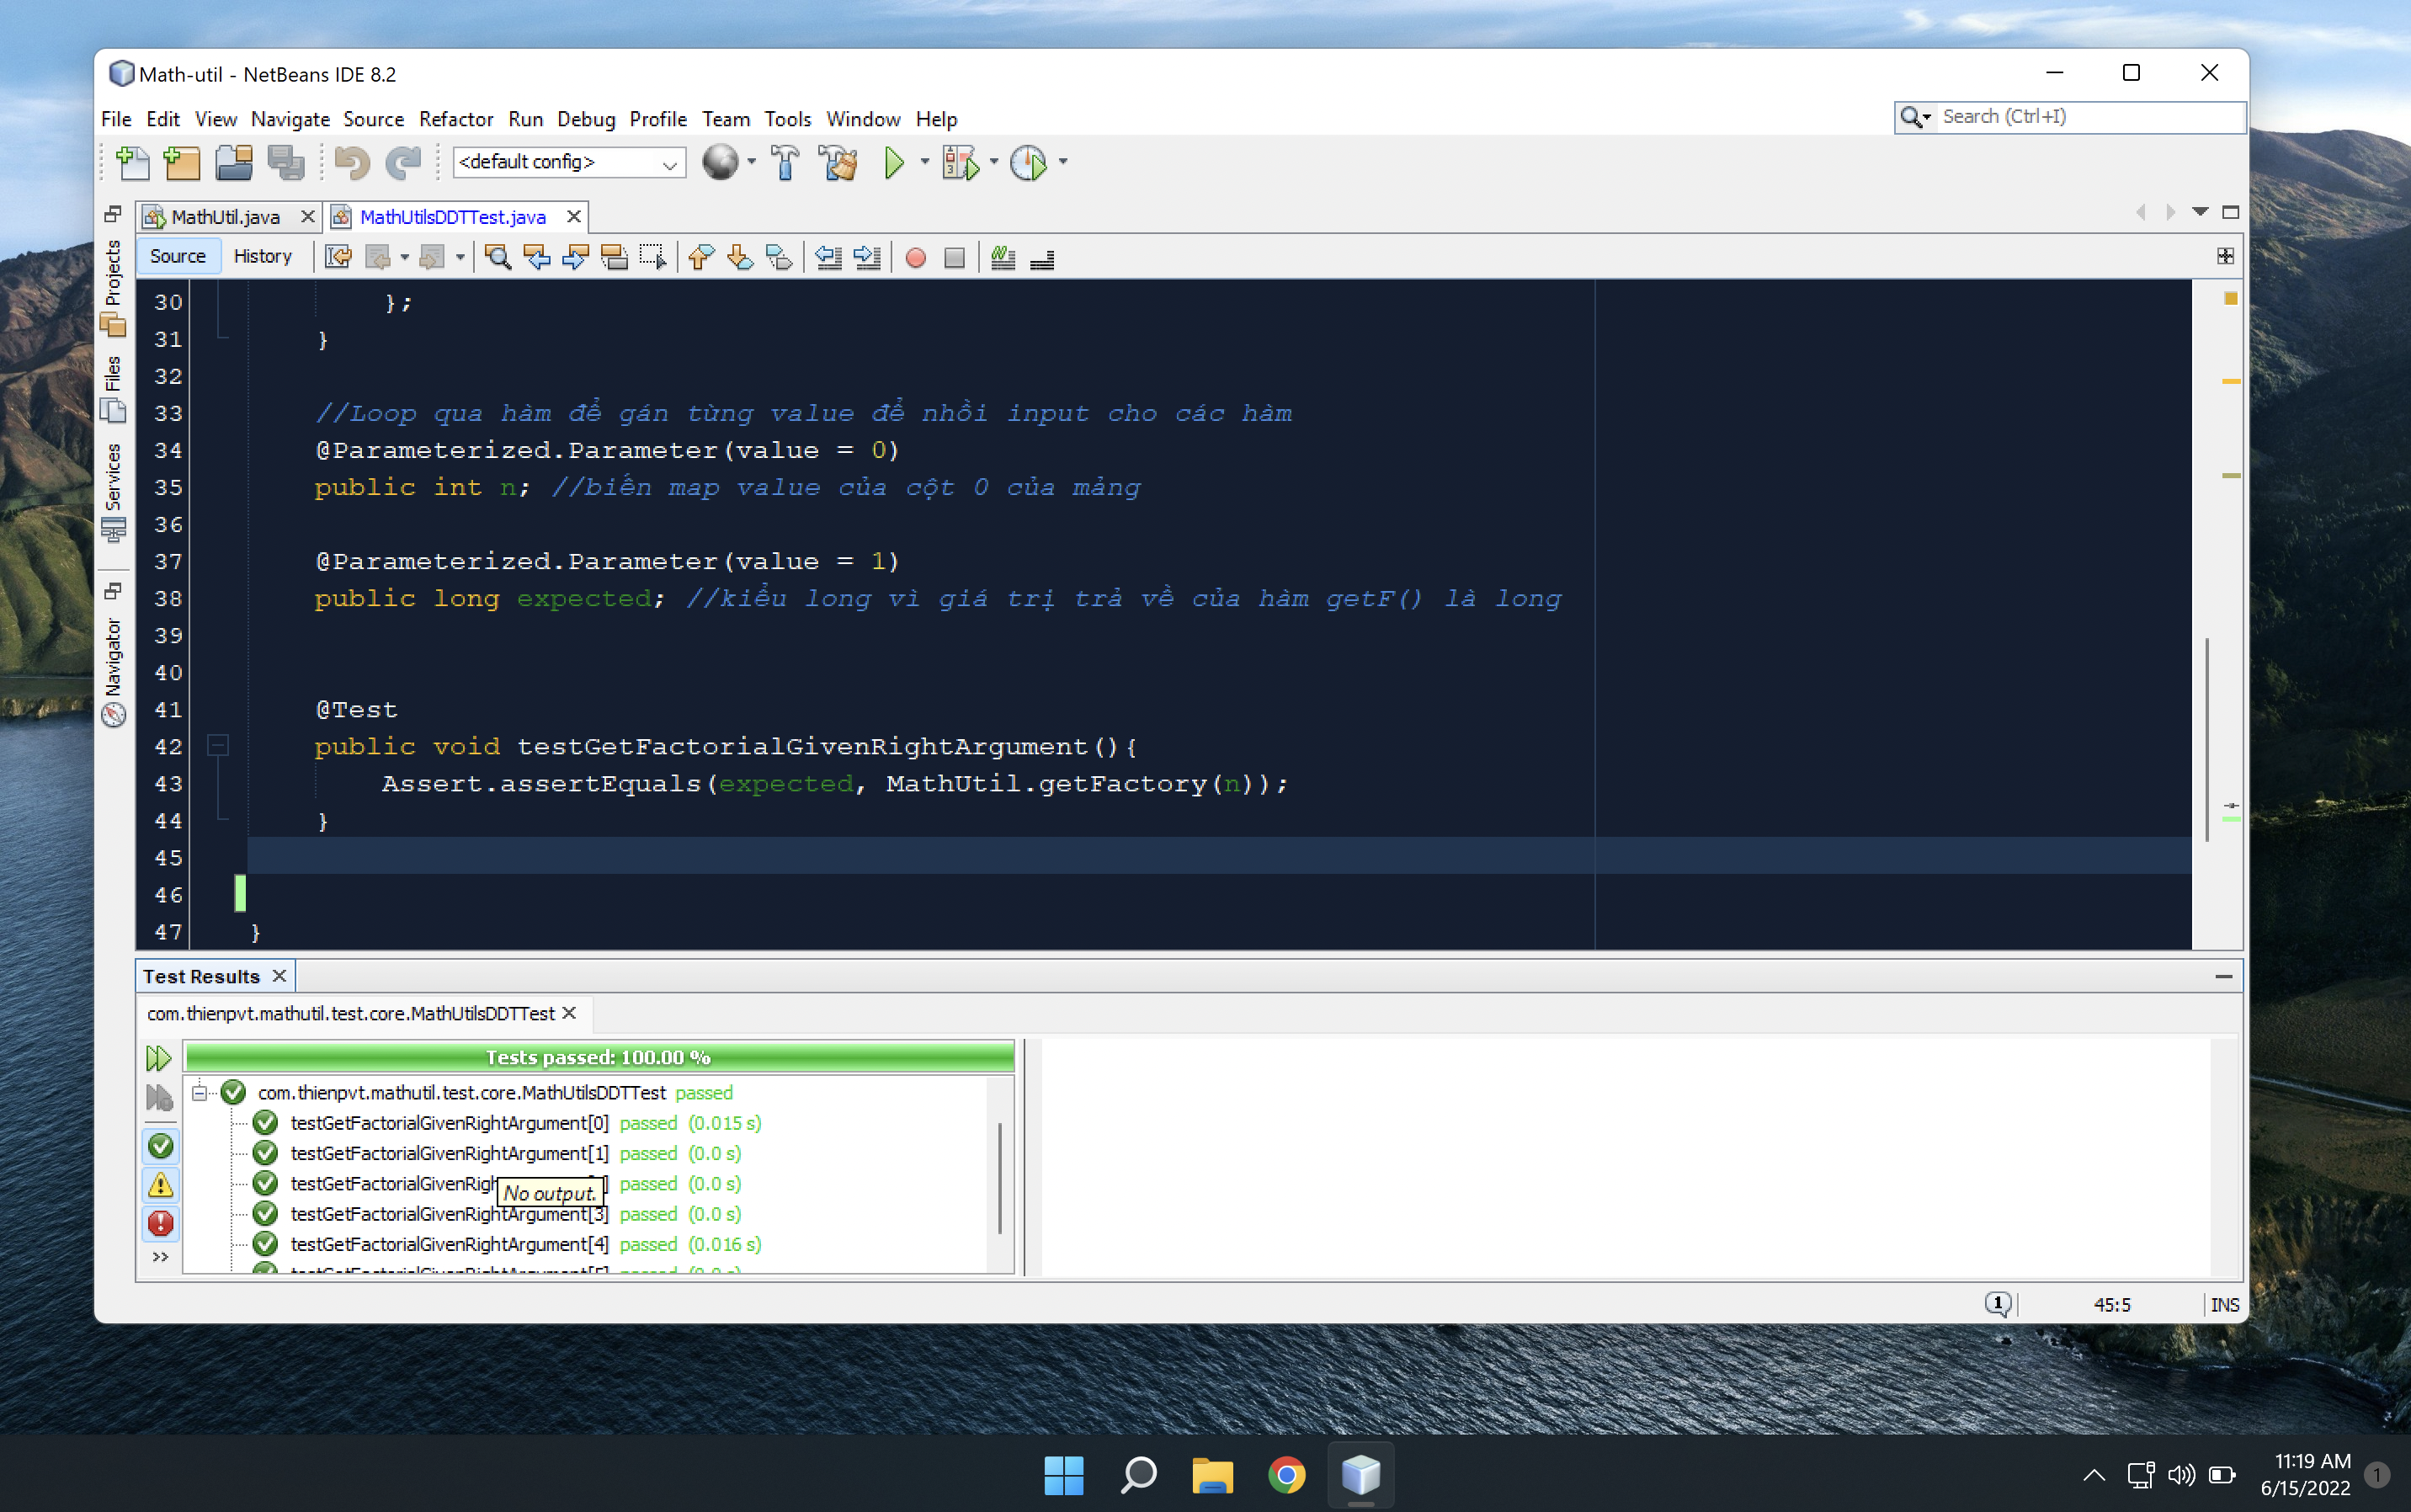 Math-util - NetBeans IDE 8.2
File Edit View Navigate Source Refactor Run Debug Profile Team Tools Window Help
Search (Ctrl+I)
<default config>
MathUtil.java
MathUtilsDDTTest.java
Source History
Projects
Files
Services
Navigator
30 };
31 }
32
33 //Loop qua hàm để gán từng value để nhồi input cho các hàm
34 @Parameterized.Parameter(value = 0)
35 public int n; //biến map value của cột 0 của mảng
36
37 @Parameterized.Parameter(value = 1)
38 public long expected; //kiểu long vì giá trị trả về của hàm getF() là long
39
40
41 @Test
42 public void testGetFactorialGivenRightArgument(){
43 Assert.assertEquals(expected, MathUtil.getFactory(n));
44 }
45
46
47 }
Test Results
com.thienpvt.mathutil.test.core.MathUtilsDDTTest
Tests passed: 100.00 %
com.thienpvt.mathutil.test.core.MathUtilsDDTTest passed
testGetFactorialGivenRightArgument[0] passed (0.015 s)
testGetFactorialGivenRightArgument[1] passed (0.0 s)
testGetFactorialGivenRigh ] passed (0.0 s)
No output.
testGetFactorialGivenRightArgument[3] passed (0.0 s)
testGetFactorialGivenRightArgument[4] passed (0.016 s)
1
45:5
INS
11:19 AM
6/15/2022
1